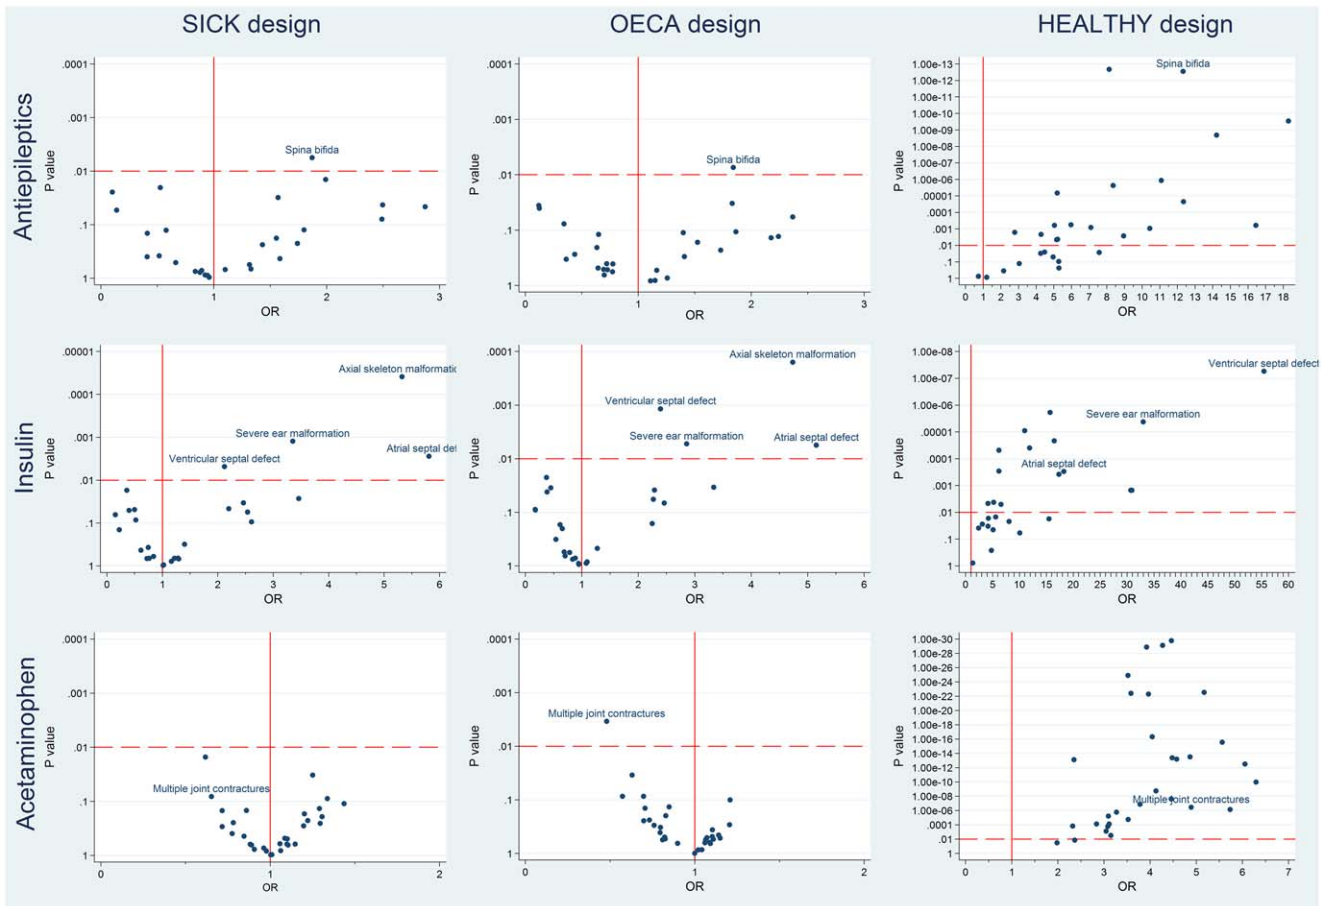 SICK design
OECA design
HEALTHY design
Antiepileptics
P value
.0001
.001
.01
.1
1
Spina bifida
0 1 2 3
OR
P value
.0001
.001
.01
.1
1
Spina bifida
0 1 2 3
OR
P value
1.00e-13
1.00e-12
1.00e-11
1.00e-10
1.00e-09
1.00e-08
1.00e-07
1.00e-06
.00001
.0001
.001
.01
.1
1
Spina bifida
0 1 2 3 4 5 6 7 8 9 10 11 12 13 14 15 16 17 18
OR
Insulin
P value
.00001
.0001
.001
.01
.1
1
Axial skeleton malformatic
Severe ear malformation
Atrial septal def
Ventricular septal defect
0 1 2 3 4 5 6
OR
P value
.0001
.001
.01
.1
1
Axial skeleton malformation
Ventricular septal defect
Severe ear malformation
Atrial septal defect
0 1 2 3 4 5 6
OR
P value
1.00e-08
1.00e-07
1.00e-06
.00001
.0001
.001
.01
.1
1
Ventricular septal defect
Severe ear malformation
Atrial septal defect
0 5 10 15 20 25 30 35 40 45 50 55 60
OR
Acetaminophen
P value
.0001
.001
.01
.1
1
Multiple joint contractures
0 1 2
OR
P value
.0001
.001
.01
.1
1
Multiple joint contractures
0 1 2
OR
P value
1.00e-30
1.00e-28
1.00e-26
1.00e-24
1.00e-22
1.00e-20
1.00e-18
1.00e-16
1.00e-14
1.00e-12
1.00e-10
1.00e-08
1.00e-06
.0001
.01
1
Multiple joint contractures
0 1 2 3 4 5 6 7
OR